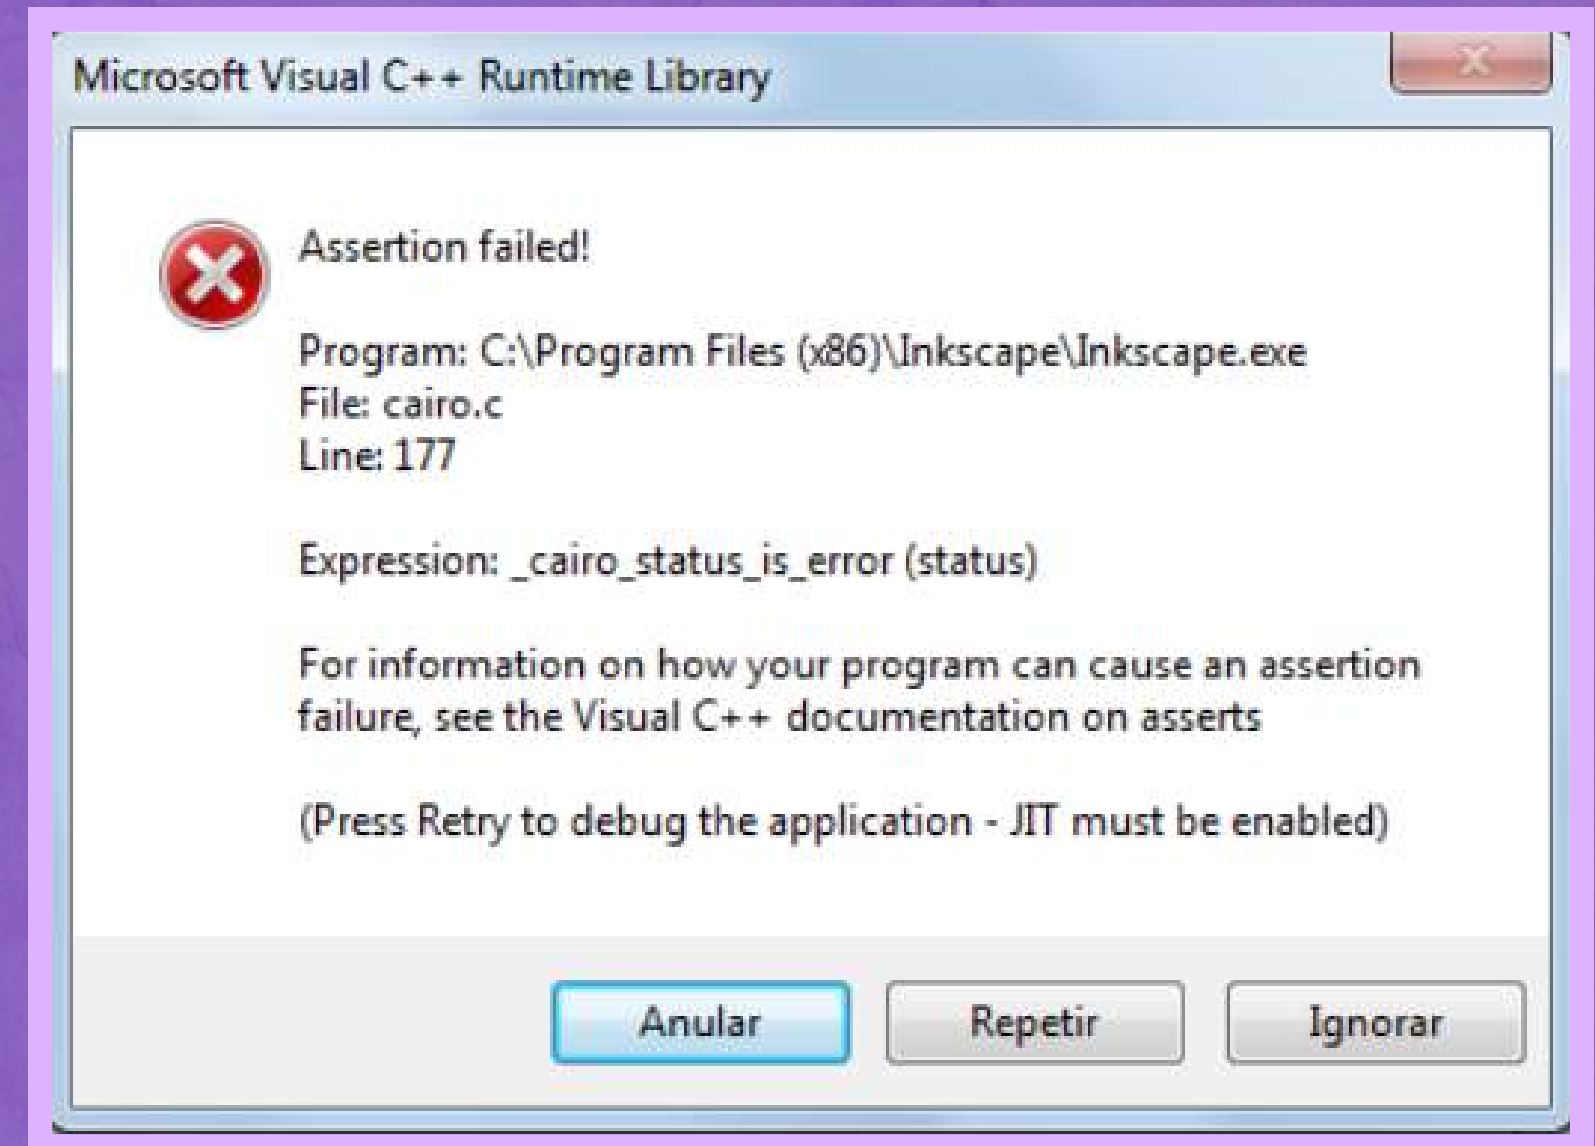 Microsoft Visual C++ Runtime Library
Assertion failed!
Program: C:\Program Files (x86)\Inkscape\Inkscape.exe
File: cairo.c
Line: 177
Expression: _cairo_status_is_error (status)
For information on how your program can cause an assertion
failure, see the Visual C++ documentation on asserts
(Press Retry to debug the application - JIT must be enabled)
Anular
Repetir
Ignorar